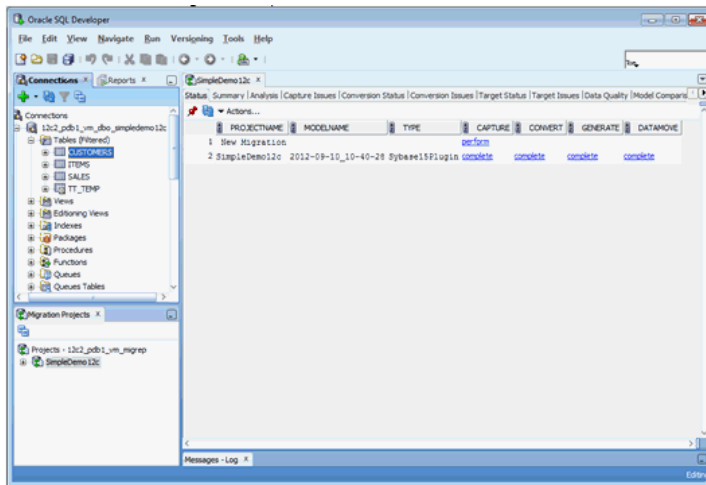 Oracle SQL Developer
File Edit View Navigate Run Versioning Tools Help
Connections Reports
SimpleDemo12c
Status Summary Analysis Capture Issues Conversion Status Conversion Issues Target Status Target Issues Data Quality Model Comparis
Actions...
PROJECTNAME MODELNAME TYPE CAPTURE CONVERT GENERATE DATAMOVE
1 New Migration perform
2 SimpleDemo12c 2012-09-10_10-40-28 Sybase15Plugin complete complete complete complete
Connections
12c2_pdb1_vm_dbo_simpledemo12c
Tables (Filtered)
CUSTOMERS
ITEMS
SALES
TT_TEMP
Views
Editioning Views
Indexes
Packages
Procedures
Functions
Queues
Queues Tables
Migration Projects
Projects - 12c2_pdb1_vm_migrep
SimpleDemo12c
Messages - Log
Editin